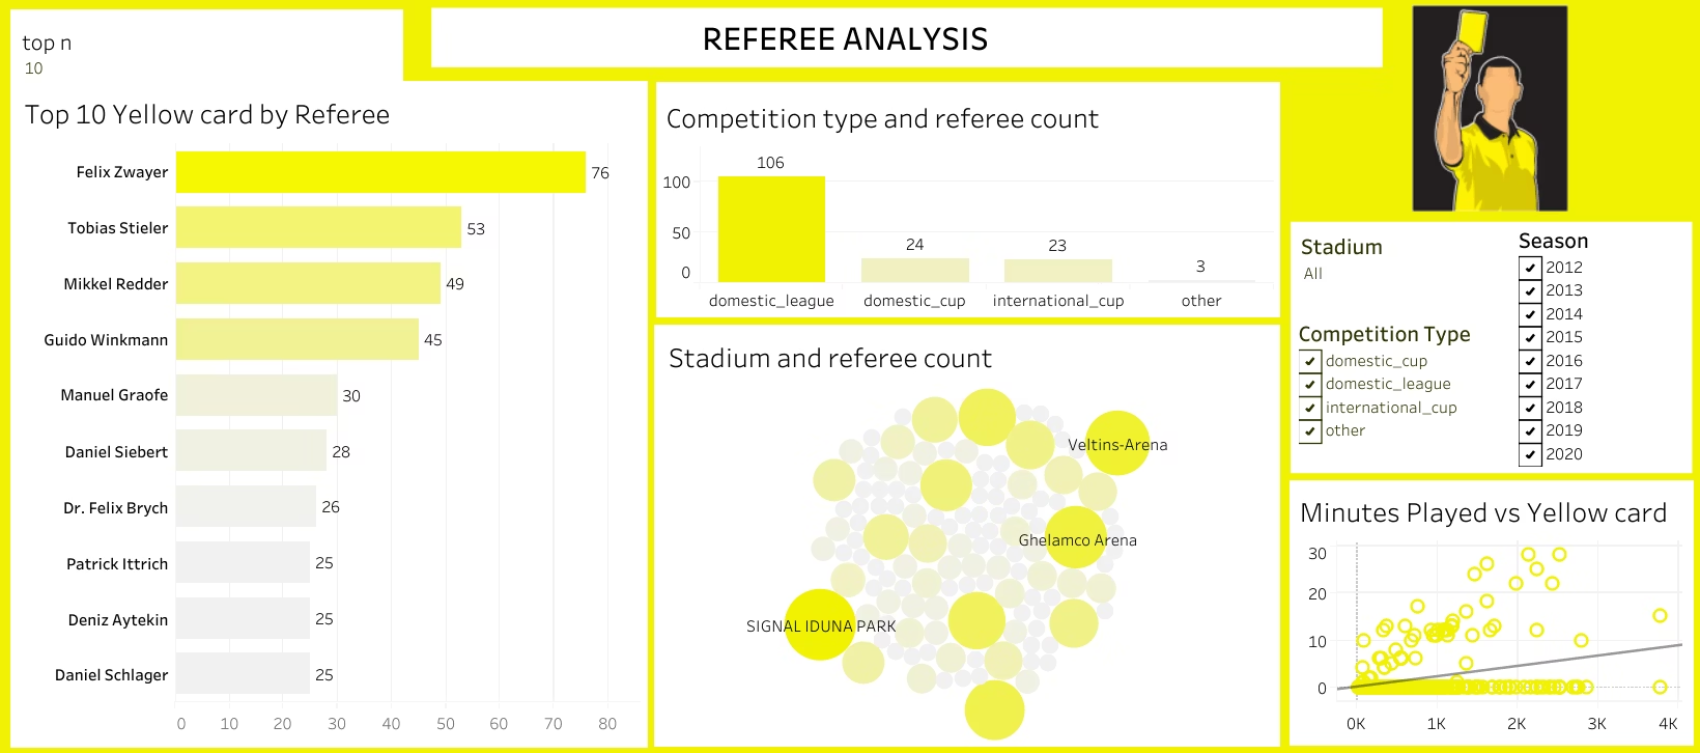 top n
10
REFEREE ANALYSIS
Top 10 Yellow card by Referee
Felix Zwayer 76
Tobias Stieler 53
Mikkel Redder 49
Guido Winkmann 45
Manuel Graofe 30
Daniel Siebert 28
Dr. Felix Brych 26
Patrick Ittrich 25
Deniz Aytekin 25
Daniel Schlager 25
0 10 20 30 40 50 60 70 80
Competition type and referee count
100
50
0
106 24 23 3
domestic_league domestic_cup international_cup other
Stadium and referee count
Veltins-Arena
Ghelamco Arena
SIGNAL IDUNA PARK
Stadium
All
Competition Type
domestic_cup
domestic_league
international_cup
other
Season
2012
2013
2014
2015
2016
2017
2018
2019
2020
Minutes Played vs Yellow card
30
20
10
0
0K 1K 2K 3K 4K